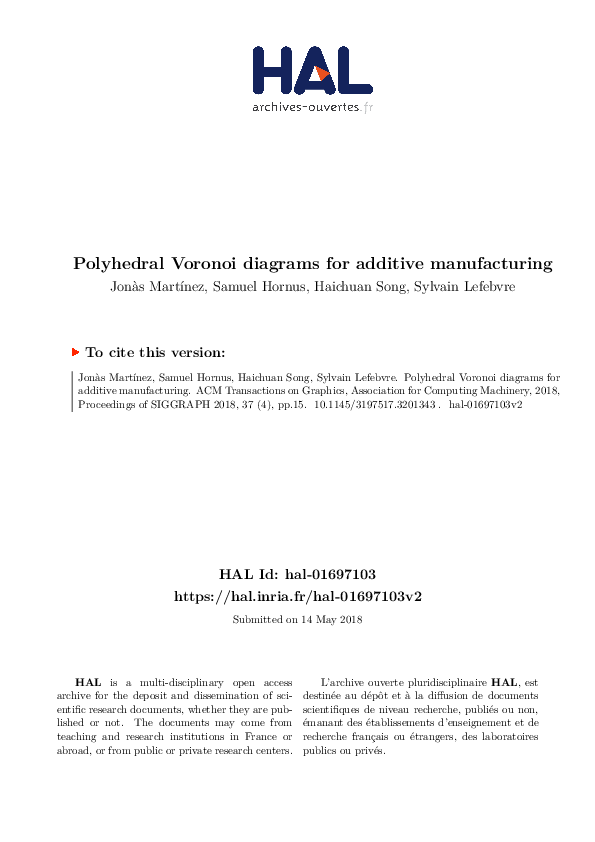 HAL
archives-ouvertes.fr
Polyhedral Voronoi diagrams for additive manufacturing
Jonàs Martínez, Samuel Hornus, Haichuan Song, Sylvain Lefebvre
To cite this version:
Jonàs Martínez, Samuel Hornus, Haichuan Song, Sylvain Lefebvre. Polyhedral Voronoi diagrams for
additive manufacturing. ACM Transactions on Graphics, Association for Computing Machinery, 2018,
Proceedings of SIGGRAPH 2018, 37 (4), pp.15. 10.1145/3197517.3201343 . hal-01697103v2
HAL Id: hal-01697103
https://hal.inria.fr/hal-01697103v2
Submitted on 14 May 2018
HAL is a multi-disciplinary open access
archive for the deposit and dissemination of sci-
entific research documents, whether they are pub-
lished or not. The documents may come from
teaching and research institutions in France or
abroad, or from public or private research centers.
L'archive ouverte pluridisciplinaire HAL, est
destinée au dépôt et à la diffusion de documents
scientifiques de niveau recherche, publiés ou non,
émanant des établissements d'enseignement et de
recherche français ou étrangers, des laboratoires
publics ou privés.